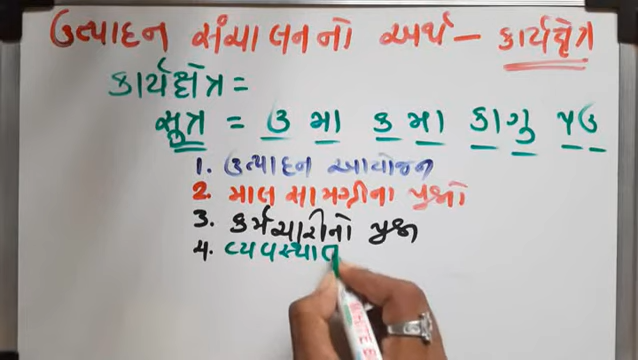 ઉત્પાદન સંચાલનનો અર્થ - કાર્યક્ષેત્ર
કાર્યક્ષેત્ર =
સૂત્ર = ઉ મા ક મા કા ગુ પ્ર ઉ
1. ઉત્પાદન આયોજન
2. માલ સામગ્રીના પ્રશ્નો
3. કર્મચારીનો પ્રશ્ન
4. વ્યવસ્થાત